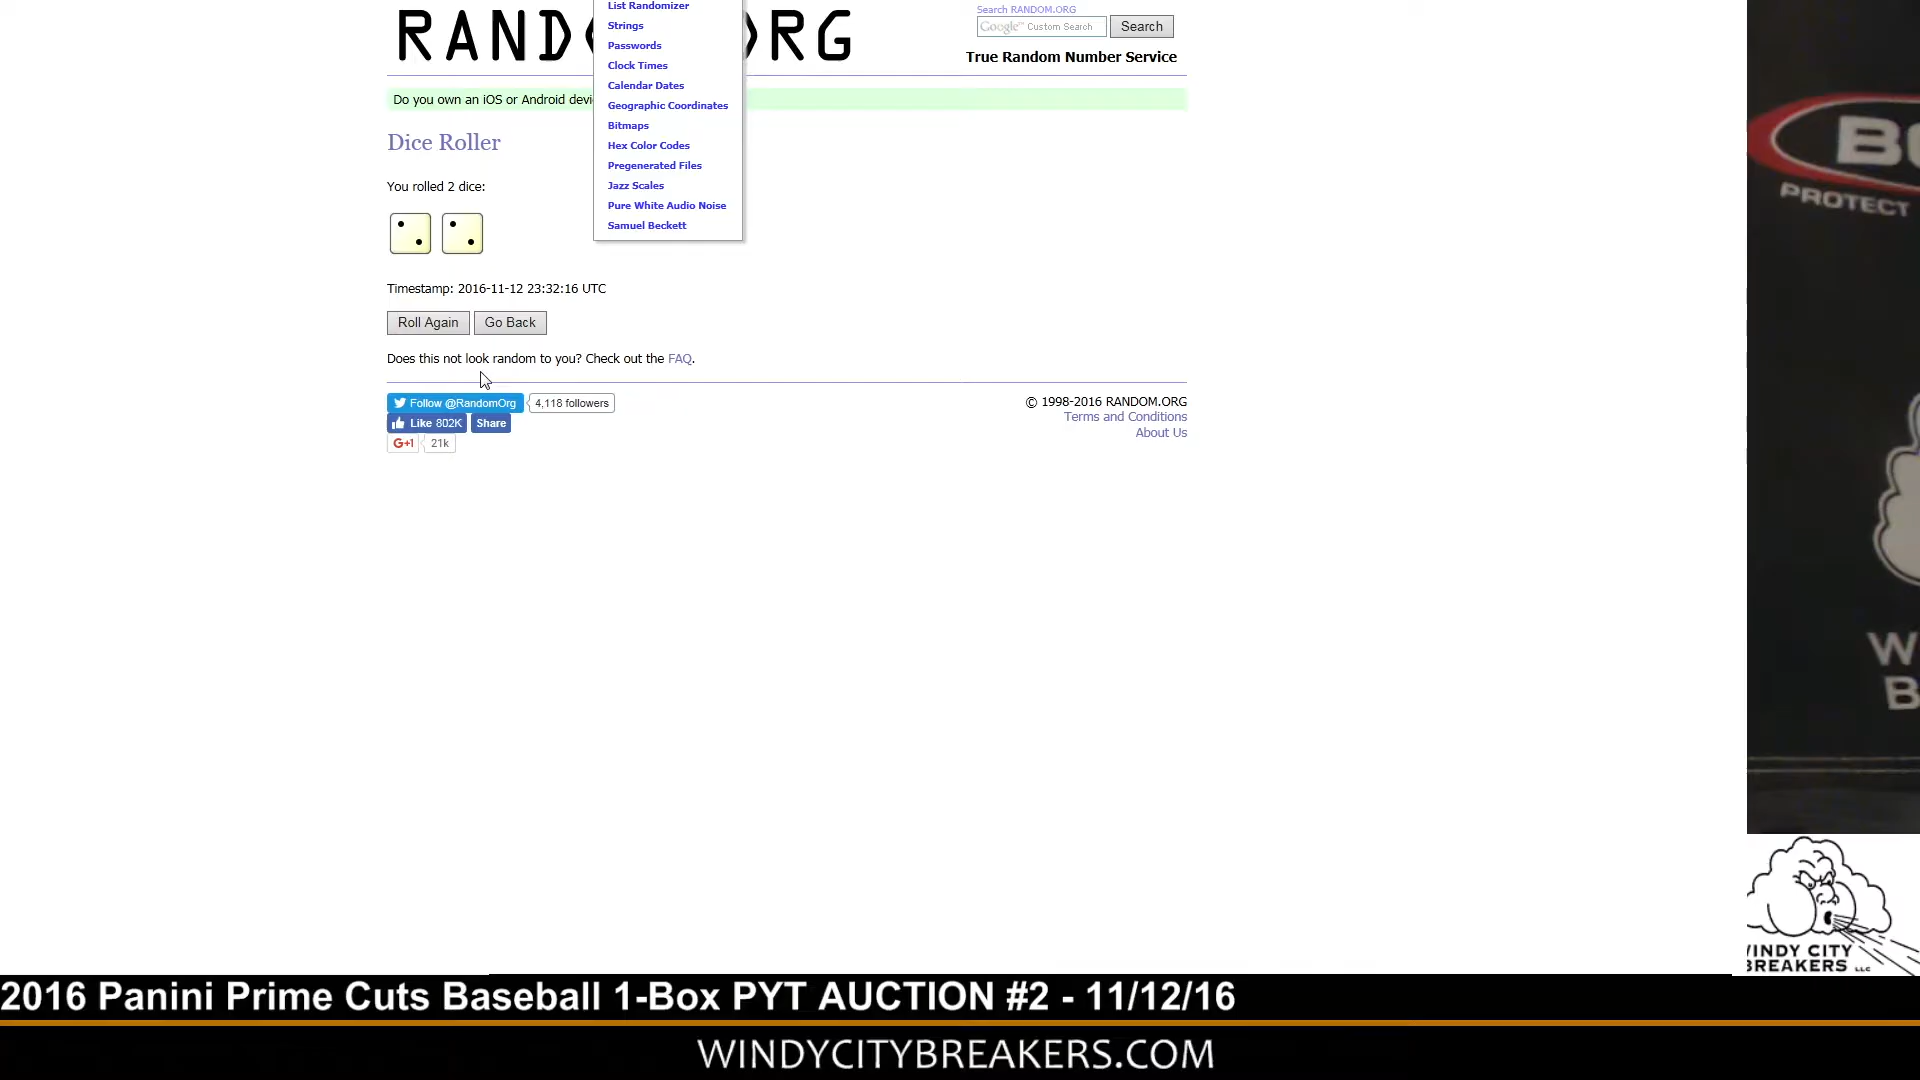 RAND
ORG
List Randomizer
Strings
Passwords
Clock Times
Calendar Dates
Geographic Coordinates
Bitmaps
Hex Color Codes
Pregenerated Files
Jazz Scales
Pure White Audio Noise
Samuel Beckett
Search RANDOM.ORG
Google™ Custom Search
Search
True Random Number Service
Do you own an iOS or Android devi
Dice Roller
You rolled 2 dice:
Timestamp: 2016-11-12 23:32:16 UTC
Roll Again
Go Back
Does this not look random to you? Check out the FAQ.
Follow @RandomOrg
4,118 followers
Like 802K
Share
G+1
21k
© 1998-2016 RANDOM.ORG
Terms and Conditions
About Us
PROTECT
W
B
WINDY CITY
BREAKERS LLC
2016 Panini Prime Cuts Baseball 1-Box PYT AUCTION #2 - 11/12/16
WINDYCITYBREAKERS.COM